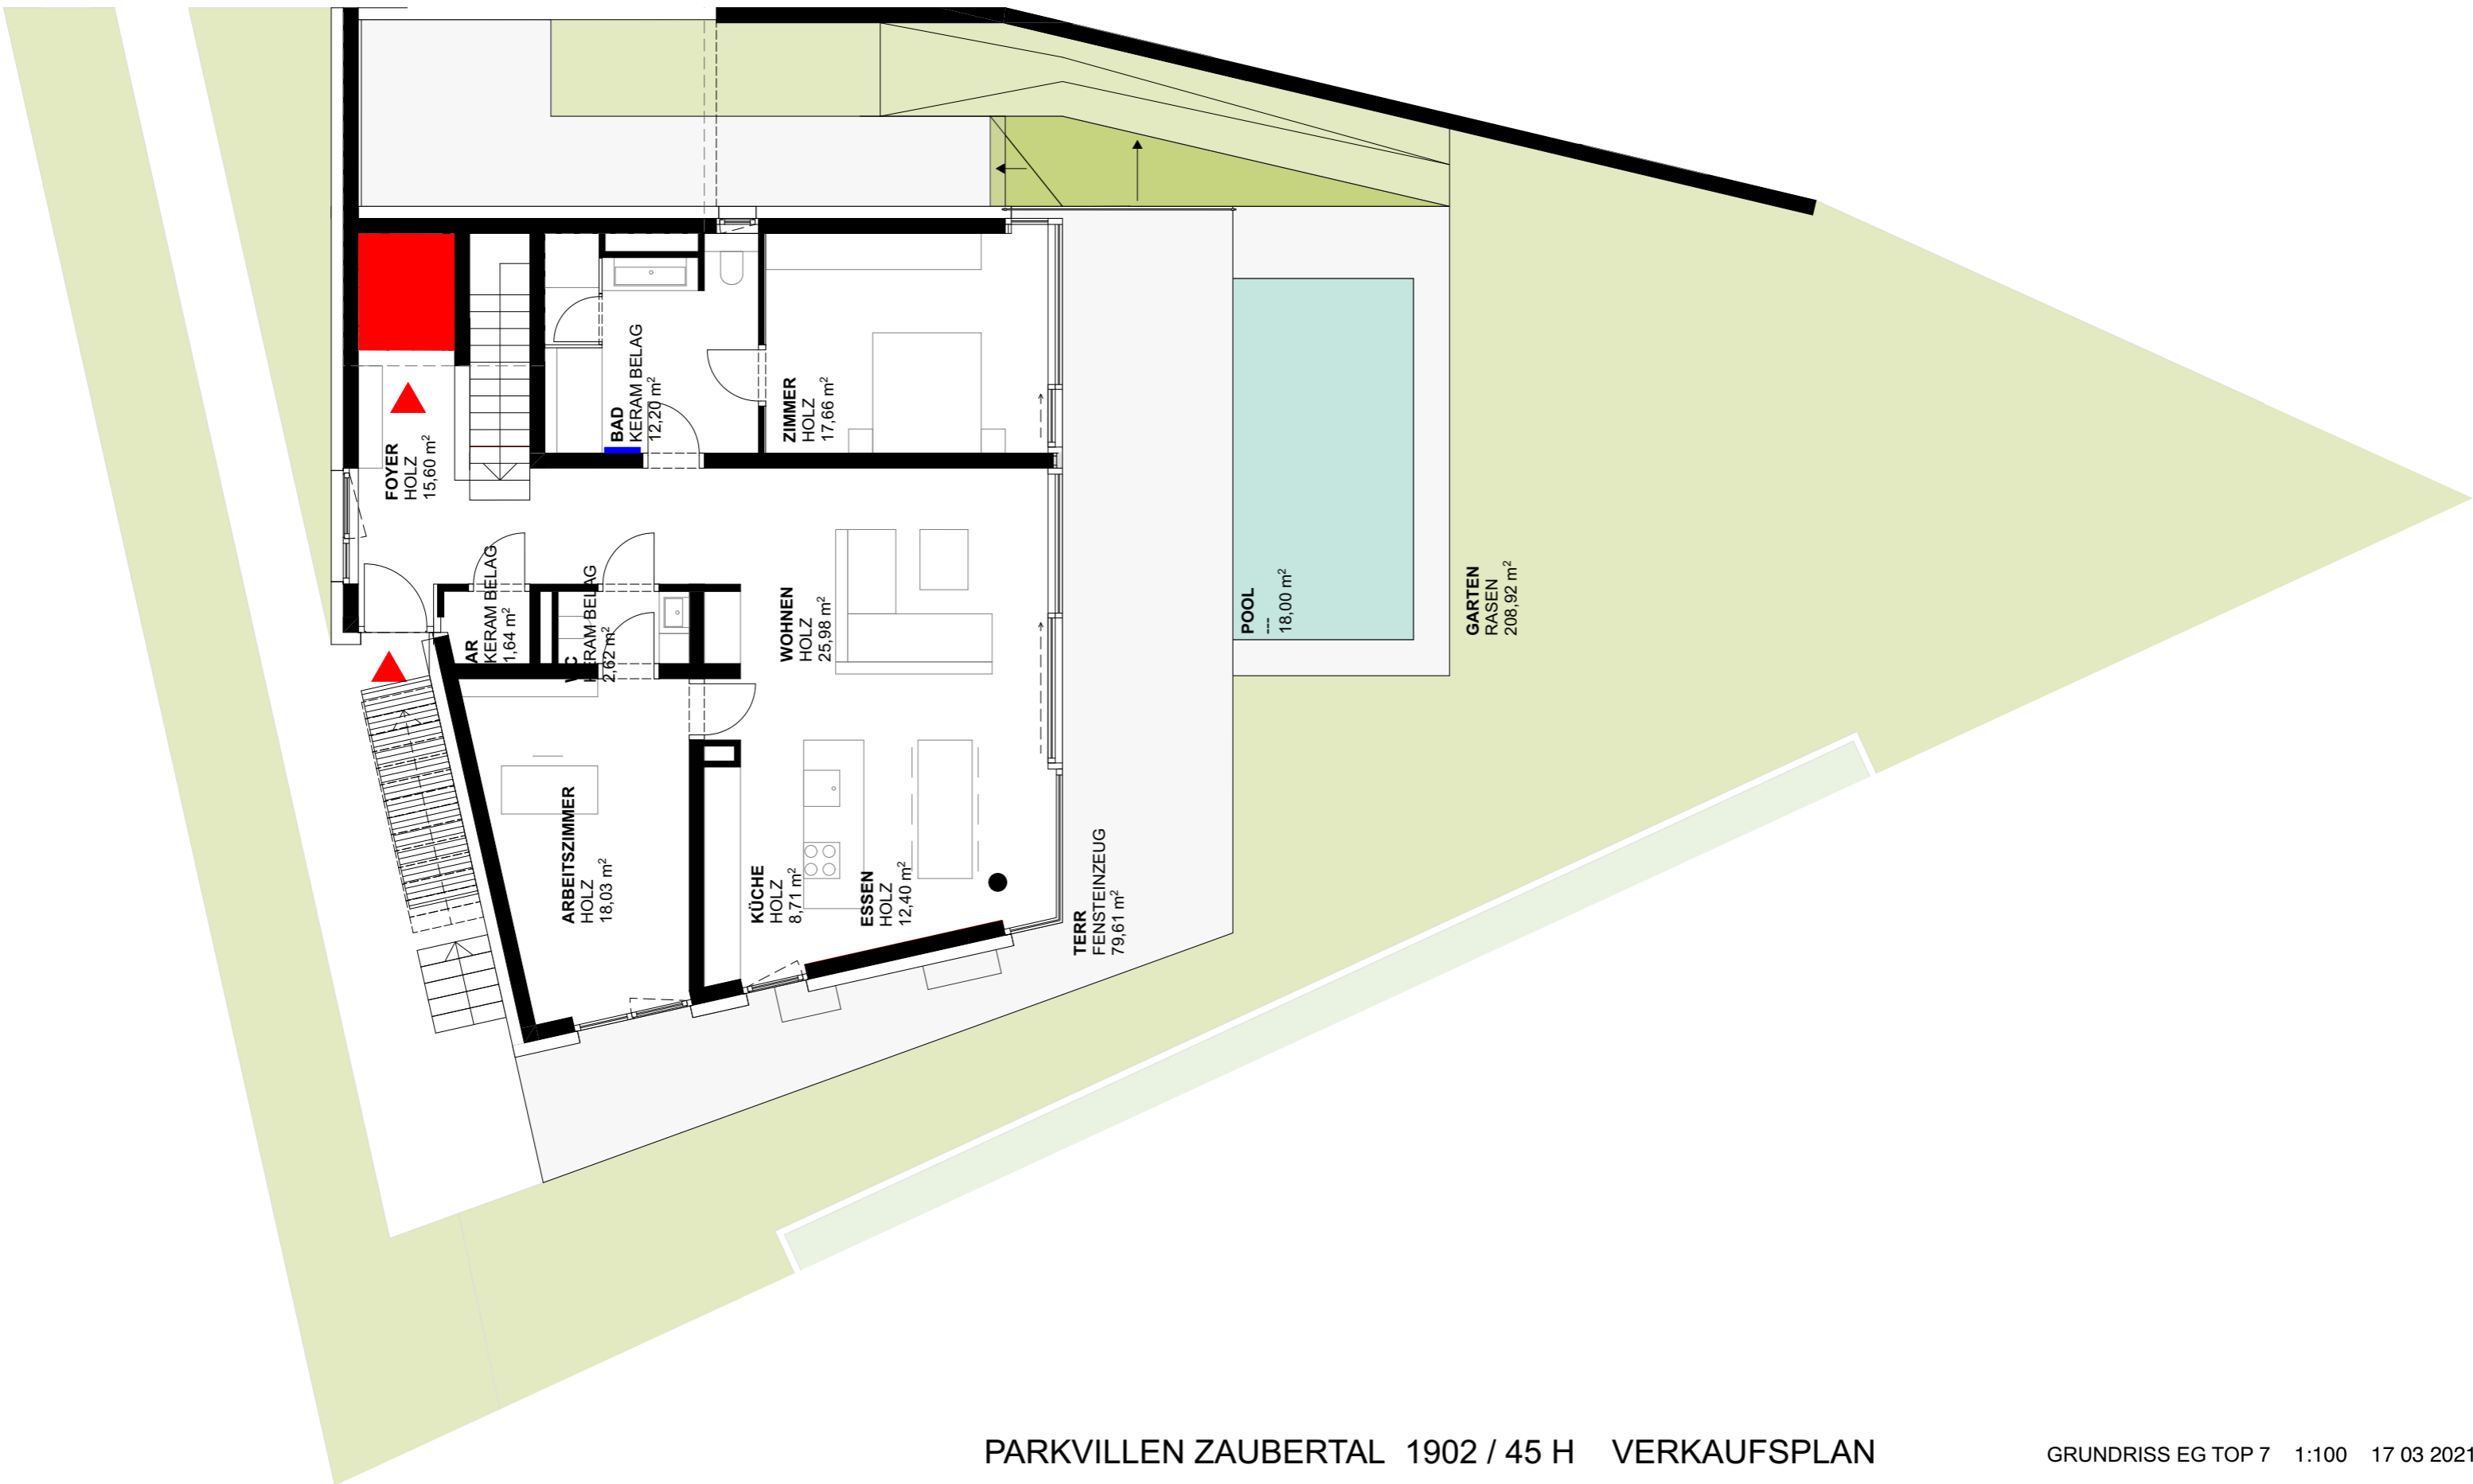 FOYER
HOLZ
15,60 m²
BAD
KERAM BELAG
12,20 m²
ZIMMER
HOLZ
17,66 m²
AR
KERAM BELAG
1,64 m²
WC
KERAM BELAG
2,62 m²
WOHNEN
HOLZ
25,98 m²
POOL
---
18,00 m²
GARTEN
RASEN
208,92 m²
ARBEITSZIMMER
HOLZ
18,03 m²
KÜCHE
HOLZ
8,71 m²
ESSEN
HOLZ
12,40 m²
TERR
FENSTEINZEUG
79,61 m²
PARKVILLEN ZAUBERTAL 1902 / 45 H VERKAUFSPLAN
GRUNDRISS EG TOP 7 1:100 17 03 2021